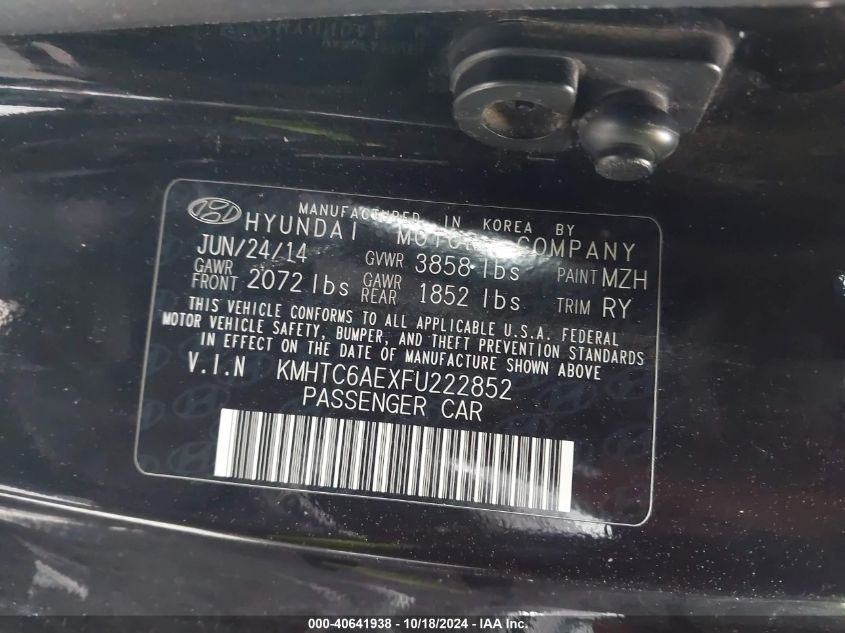 MANUFACTURED IN KOREA BY
HYUNDAI MOTOR COMPANY
JUN/24/14 GVWR 3858 lbs PAINT MZH
GAWR FRONT 2072 lbs GAWR REAR 1852 lbs TRIM RY
THIS VEHICLE CONFORMS TO ALL APPLICABLE U.S.A. FEDERAL
MOTOR VEHICLE SAFETY, BUMPER, AND THEFT PREVENTION STANDARDS
IN EFFECT ON THE DATE OF MANUFACTURE SHOWN ABOVE
V.I.N KMHTC6AEXFU222852
PASSENGER CAR
000-40641938 - 10/18/2024 - IAA Inc.